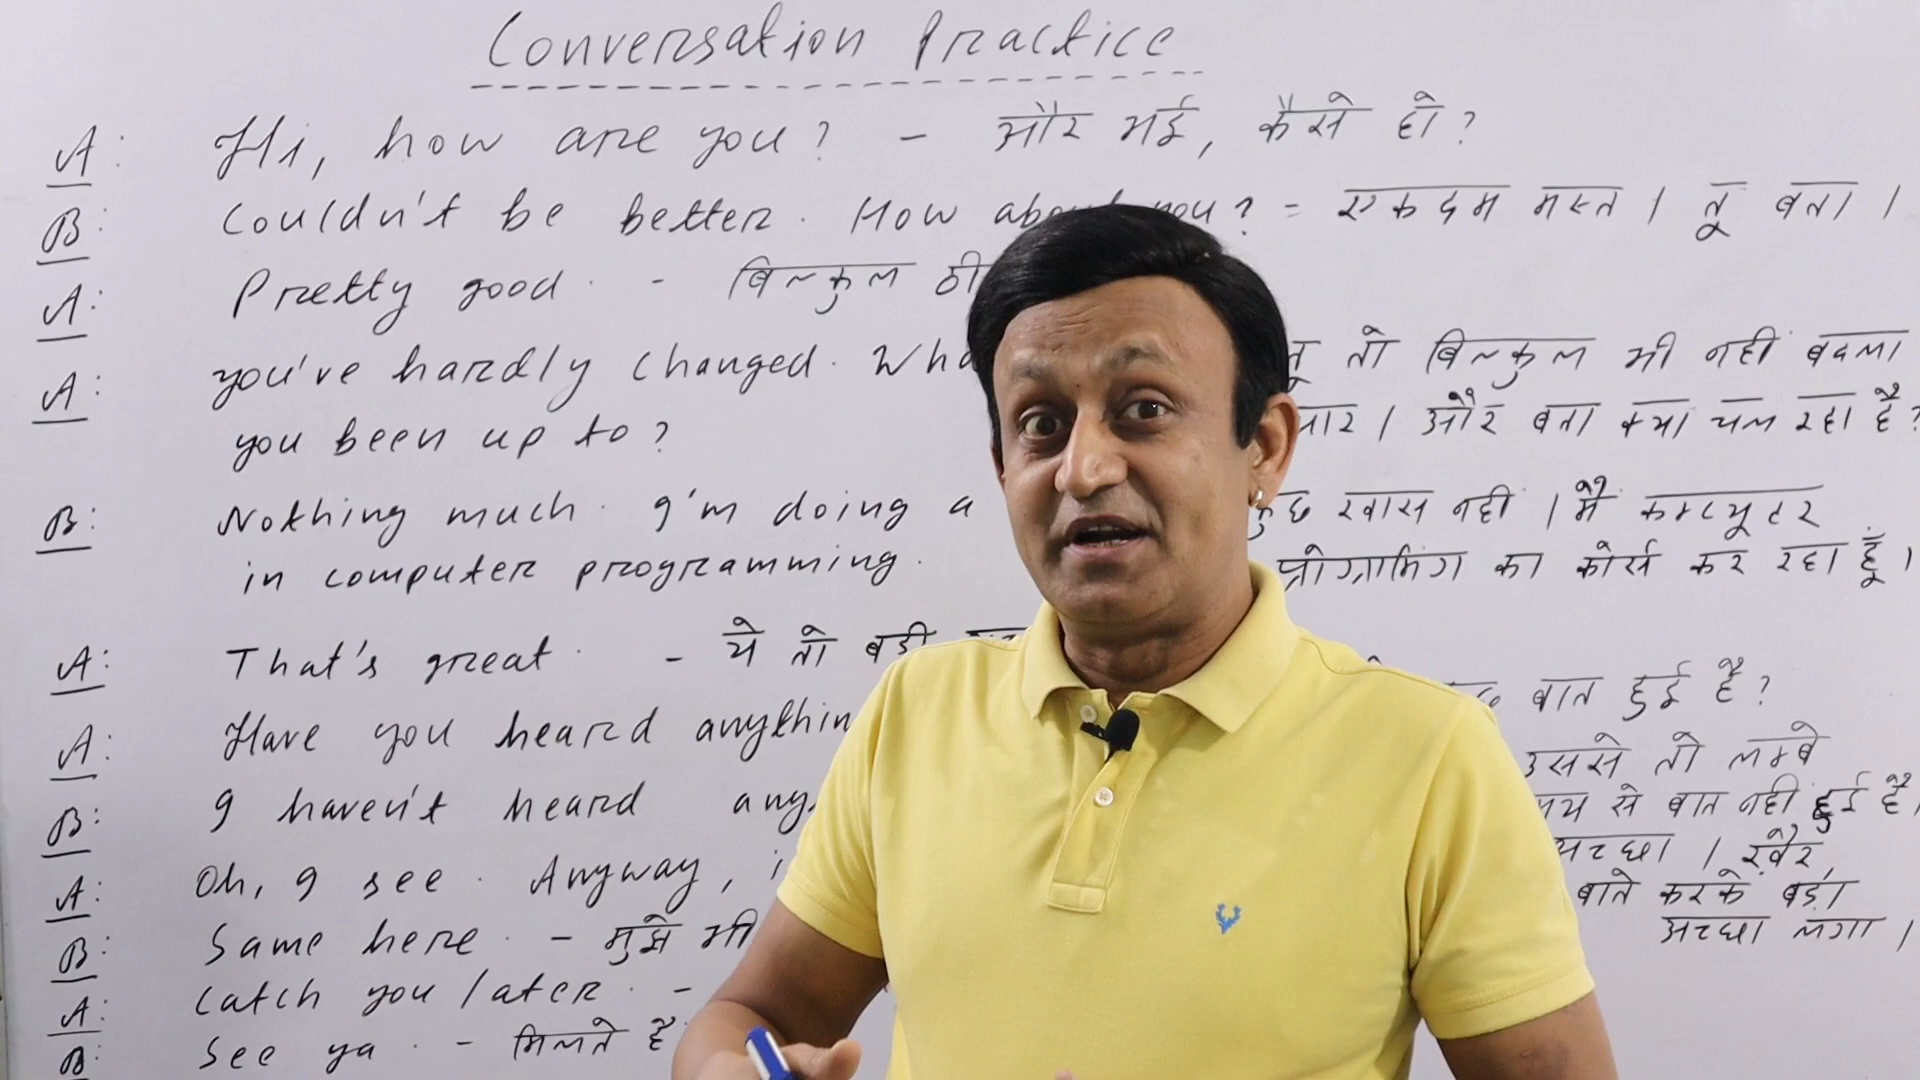 Conversation Practice
A: Hi, how are you? - और भई, कैसे हो?
B: Couldn't be better. How about you? = एकदम मस्त । तू बता ।
A: Pretty good. - बिल्कुल
A: you've hardly changed. तो बिल्कुल भी नहीं बदला
you been up to? और बता क्या चल रहा है?
B: Nothing much. I'm doing a कुछ खास नहीं । मैं कम्प्यूटर
in computer programming. प्रोग्रामिंग का कोर्स कर रहा हूँ ।
A: That's great. - ये तो बड़ी
A: Have you heard बात हुई है?
B: I haven't heard उससे तो लम्बे
से बात नहीं हुई है
A: Oh, I see. Anyway, अच्छा । खैर,
बातें करके बड़ा
अच्छा लगा ।
B: Same here. - मुझे भी
A: Catch you later. -
B: See ya. - मिलते हैं